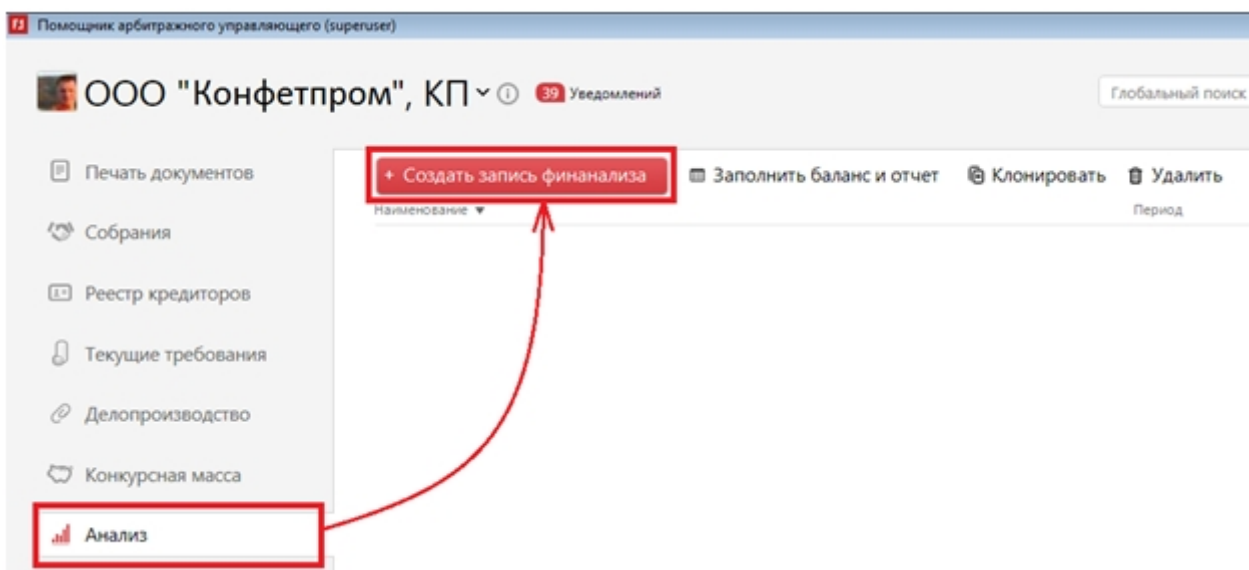 Помощник арбитражного управляющего (superuser)
ООО "Конфетпром", КП 39 Уведомлений
Глобальный поиск
Печать документов
+ Создать запись финанализа Заполнить баланс и отчет Клонировать Удалить
Наименование ▼ Период
Собрания
Реестр кредиторов
Текущие требования
Делопроизводство
Конкурсная масса
Анализ